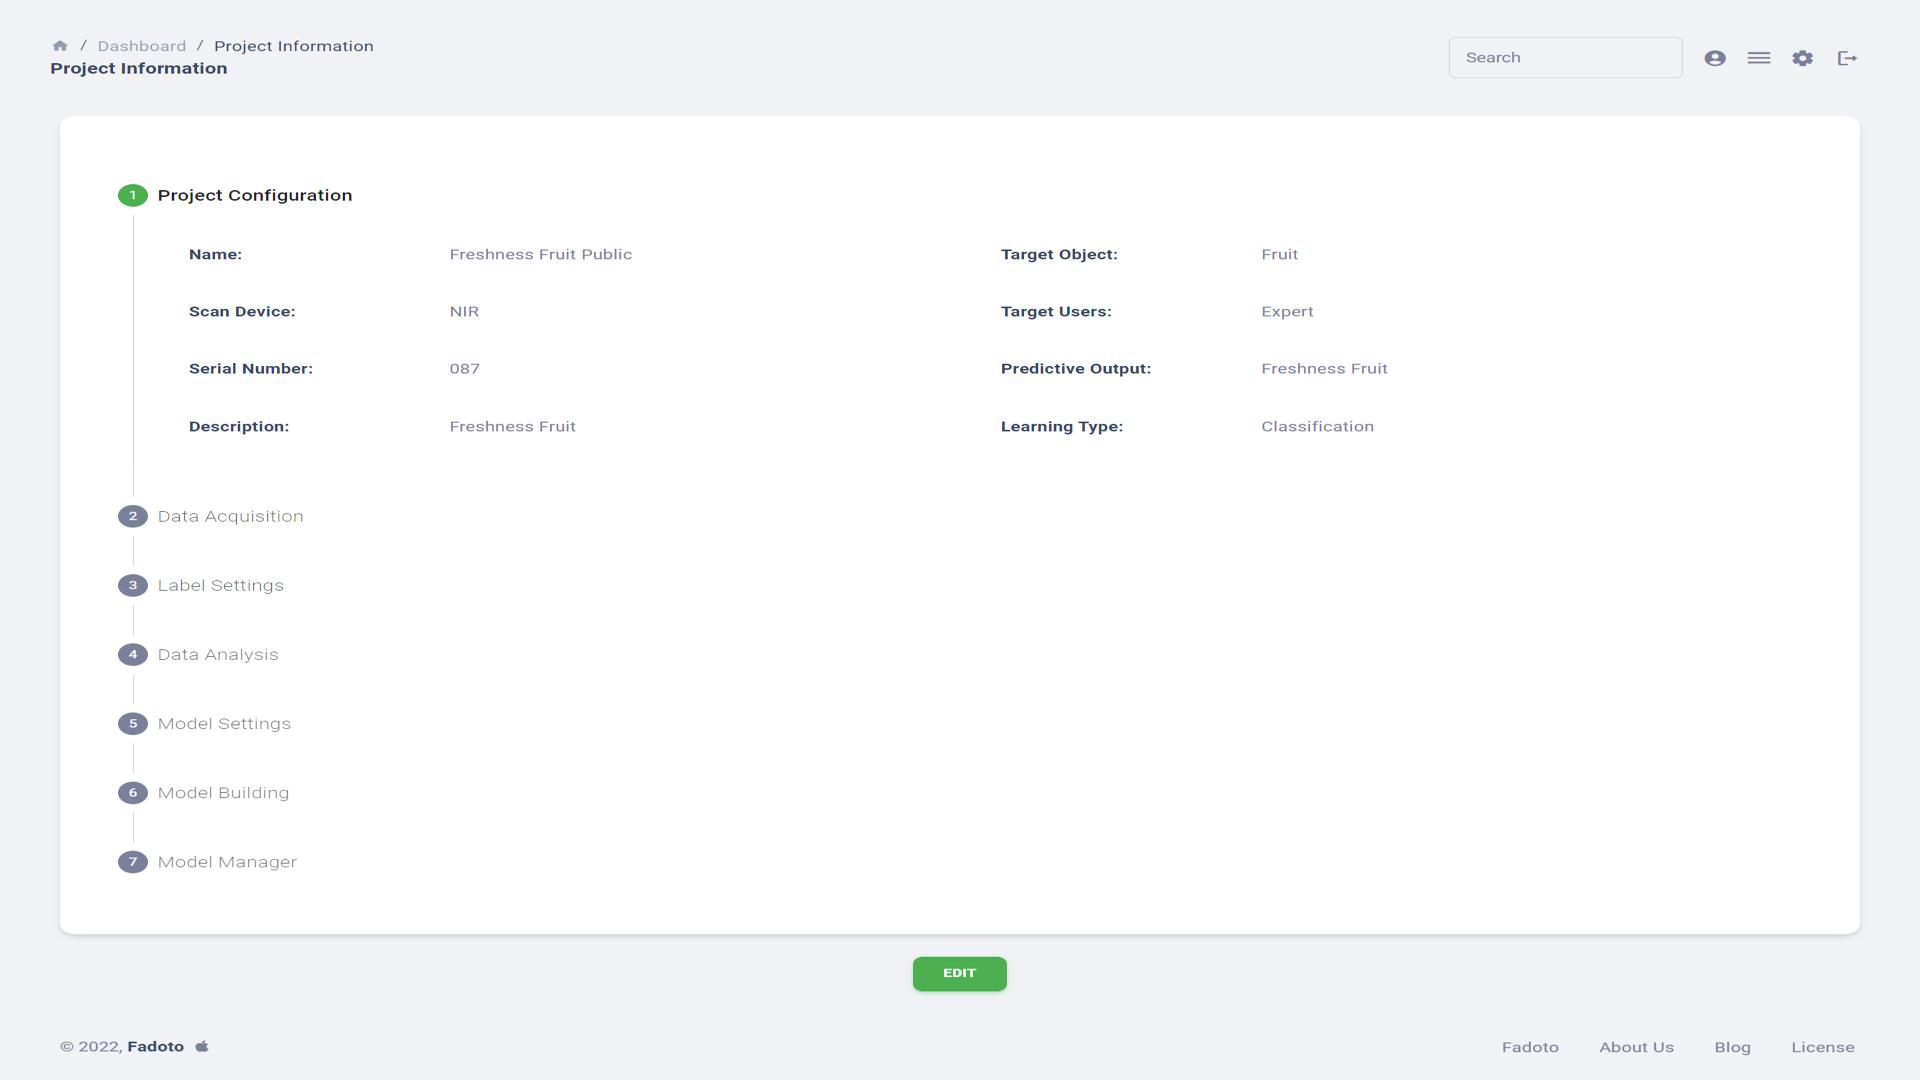 / Dashboard / Project Information
Project Information
Search
1 Project Configuration
Name: Freshness Fruit Public Target Object: Fruit
Scan Device: NIR Target Users: Expert
Serial Number: 087 Predictive Output: Freshness Fruit
Description: Freshness Fruit Learning Type: Classification
2 Data Acquisition
3 Label Settings
4 Data Analysis
5 Model Settings
6 Model Building
7 Model Manager
EDIT
© 2022, Fadoto
Fadoto About Us Blog License